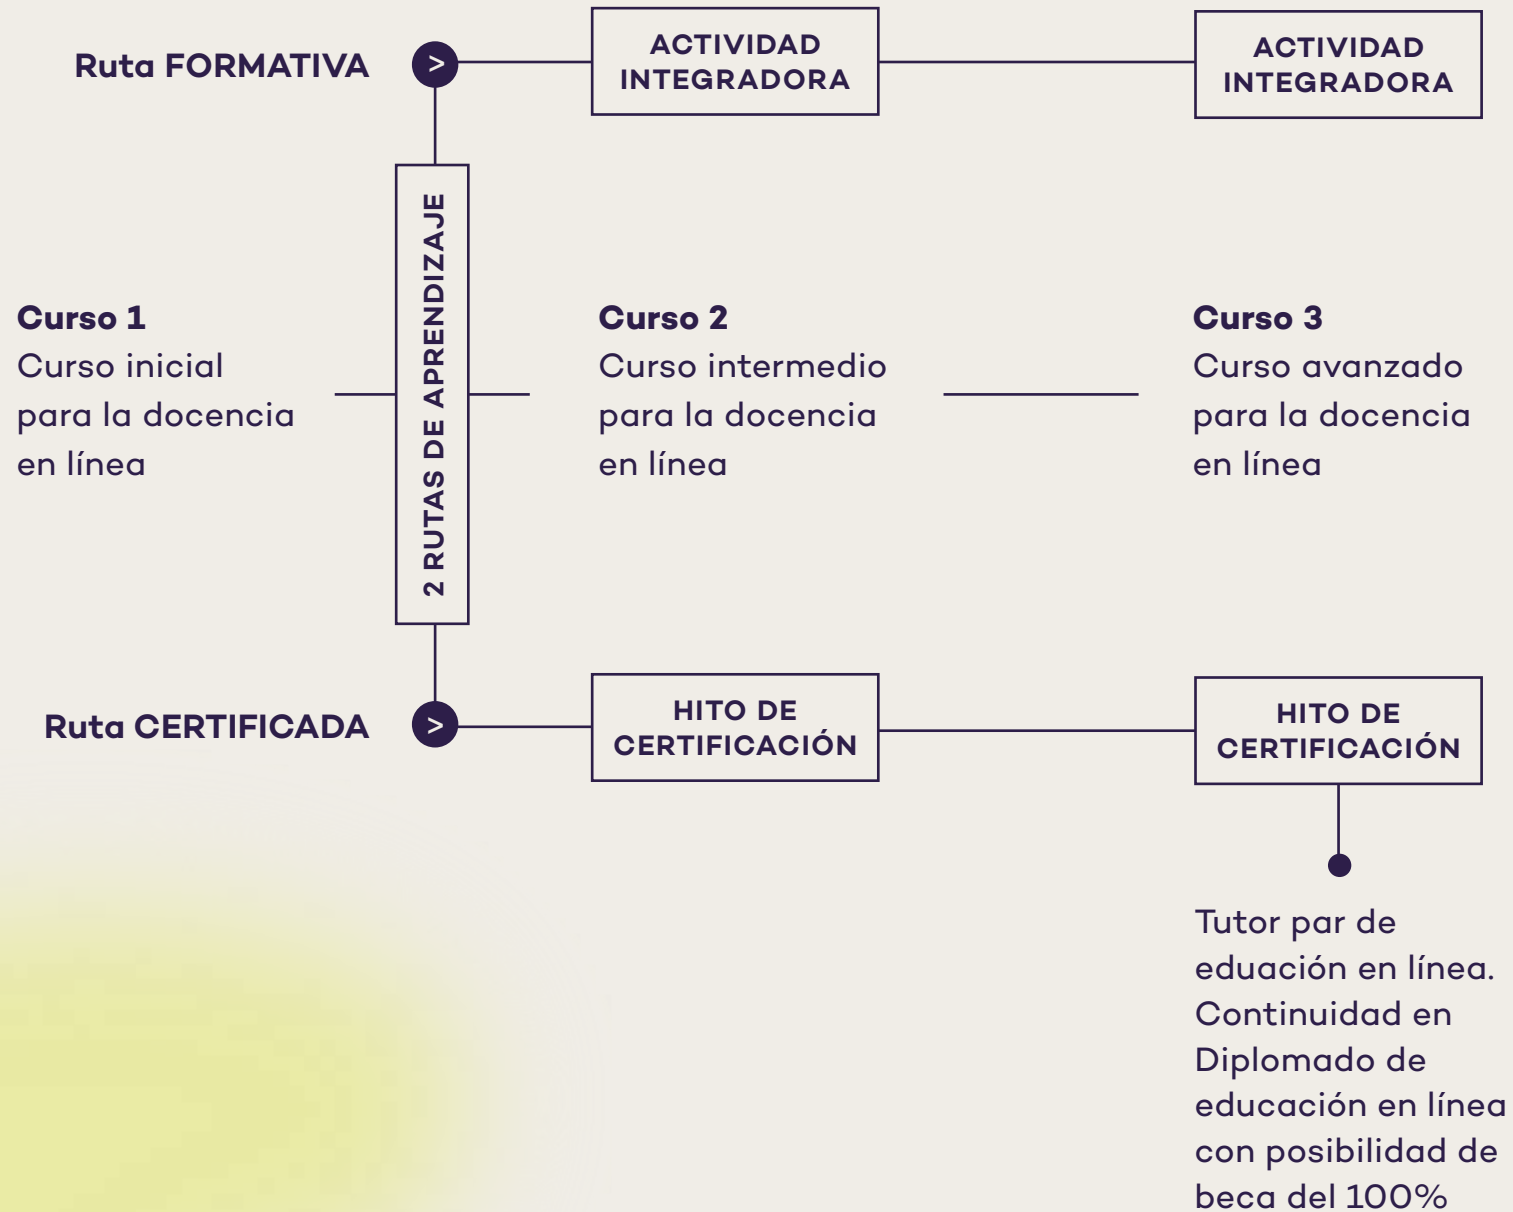 Ruta FORMATIVA
>
ACTIVIDAD
INTEGRADORA
ACTIVIDAD
INTEGRADORA
2 RUTAS DE APRENDIZAJE
Curso 1
Curso inicial
para la docencia
en línea
Curso 2
Curso intermedio
para la docencia
en línea
Curso 3
Curso avanzado
para la docencia
en línea
Ruta CERTIFICADA
>
HITO DE
CERTIFICACIÓN
HITO DE
CERTIFICACIÓN
Tutor par de
eduación en línea.
Continuidad en
Diplomado de
educación en línea
con posibilidad de
beca del 100%